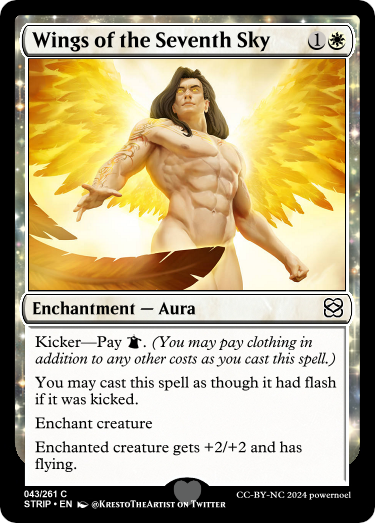 Wings of the Seventh Sky 1
Enchantment — Aura
Kicker—Pay . (You may pay clothing in
addition to any other costs as you cast this spell.)
You may cast this spell as though it had flash
if it was kicked.
Enchant creature
Enchanted creature gets +2/+2 and has
flying.
043/261 C
STRIP • EN @KrestoTheArtist on Twitter
CC-BY-NC 2024 powernoel